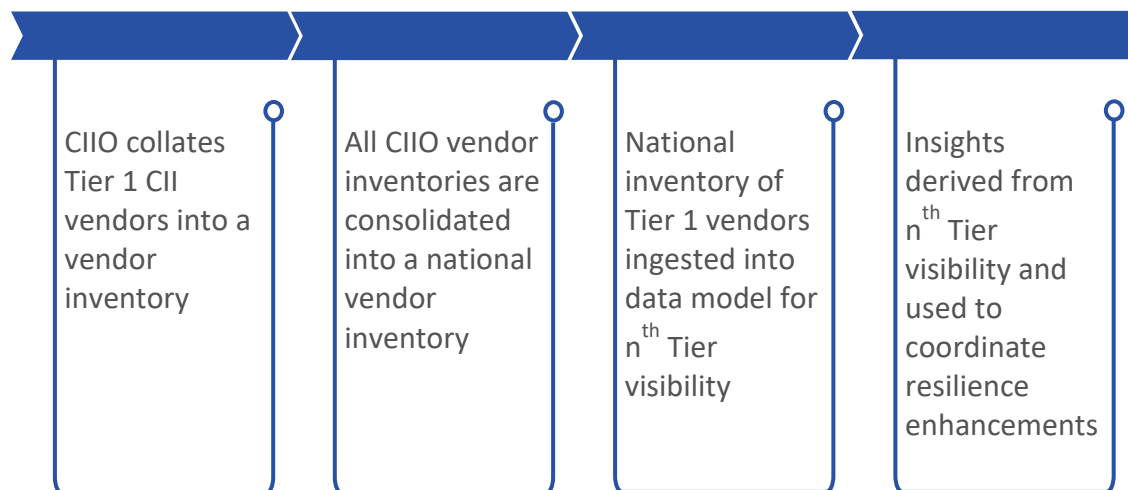 CIIO collates
Tier 1 CII
vendors into a
vendor
inventory
All CIIO vendor
inventories are
consolidated
into a national
vendor
inventory
National
inventory of
Tier 1 vendors
ingested into
data model for
nth Tier
visibility
Insights
derived from
nth Tier
visibility and
used to
coordinate
resilience
enhancements